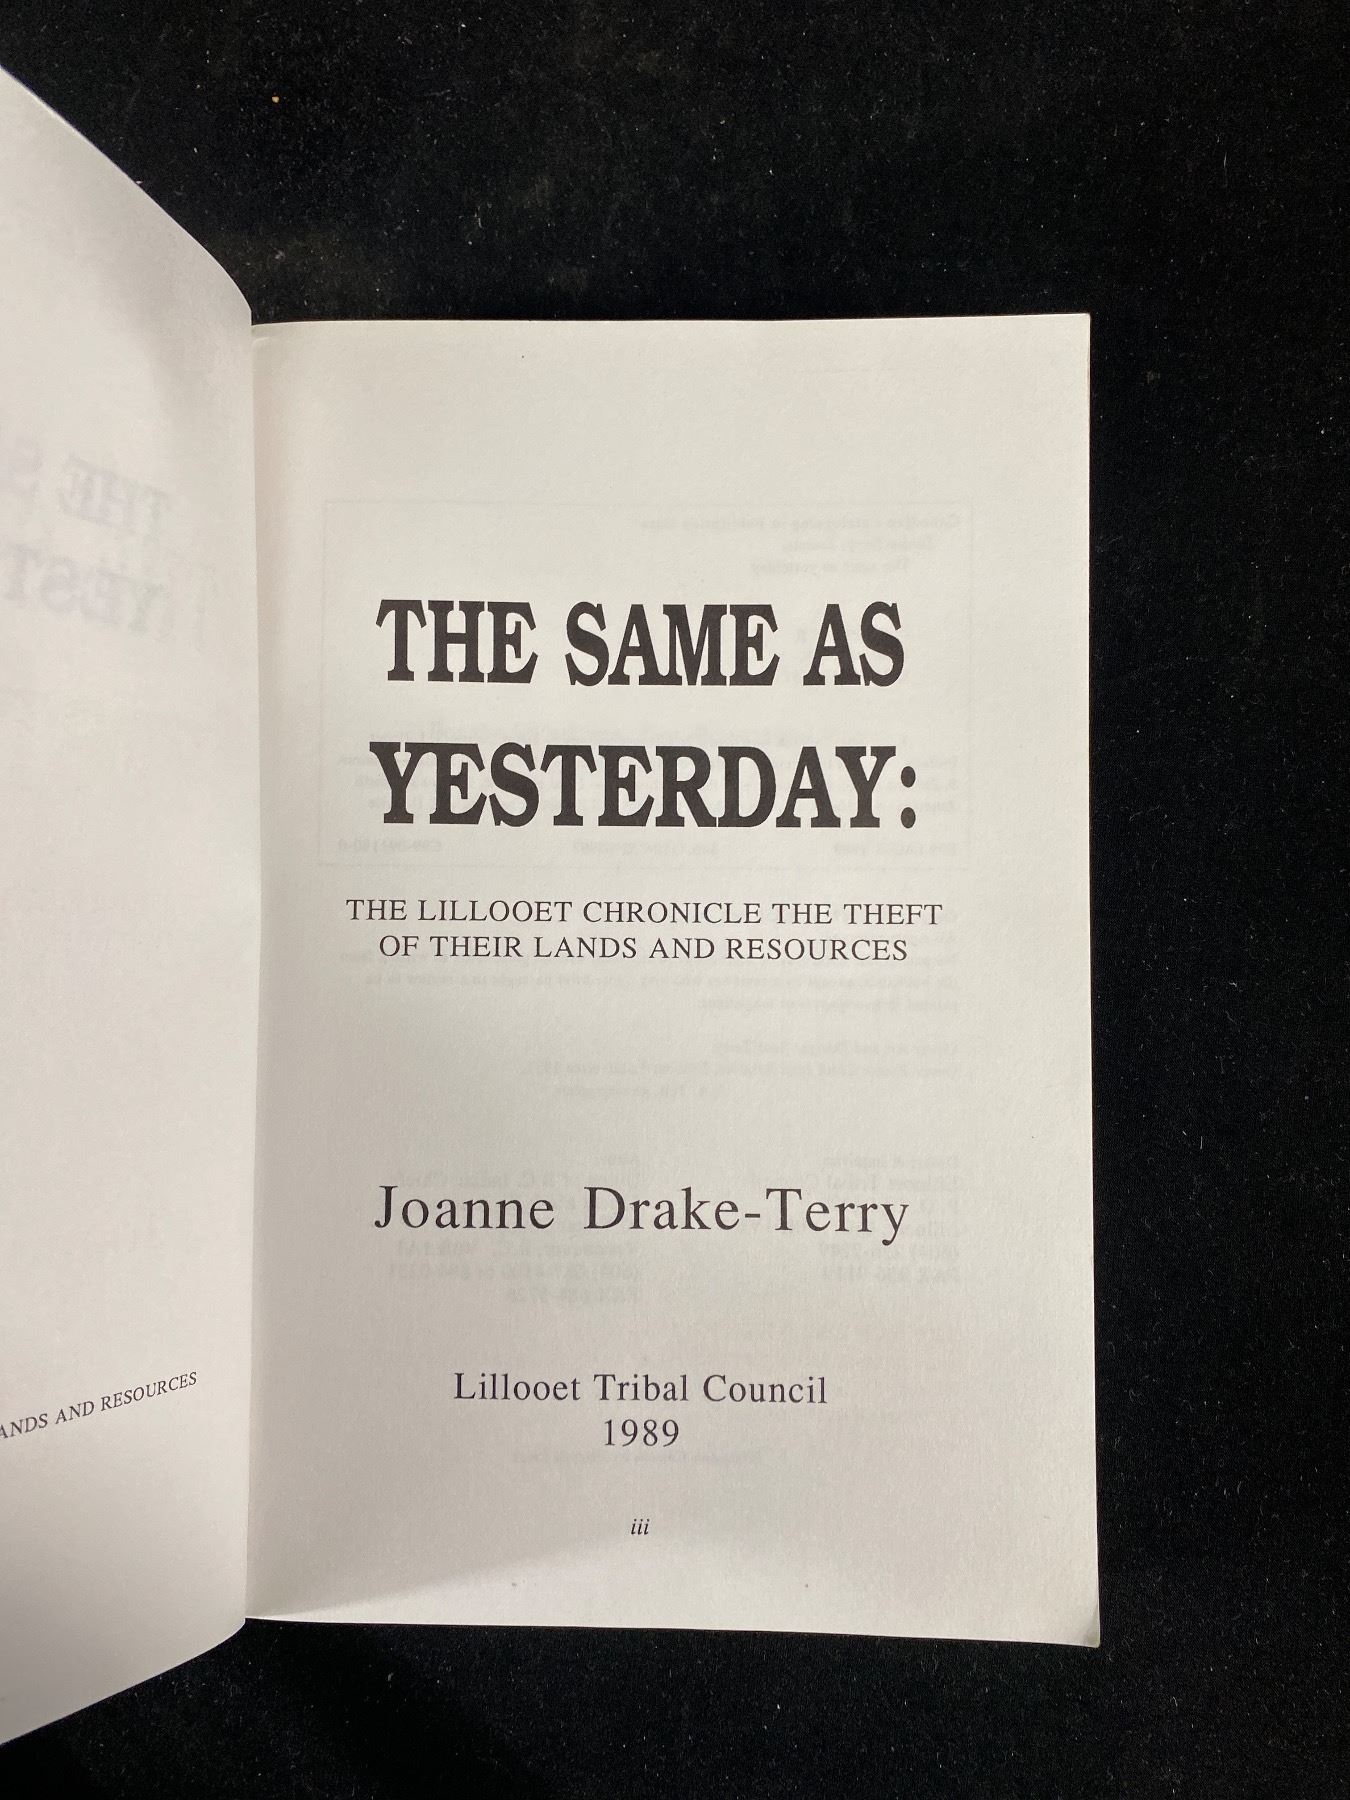 ANDS AND RESOURCES
THE SAME AS
YESTERDAY:
THE LILLOOET CHRONICLE THE THEFT
OF THEIR LANDS AND RESOURCES
Joanne Drake-Terry
Lillooet Tribal Council
1989
iii